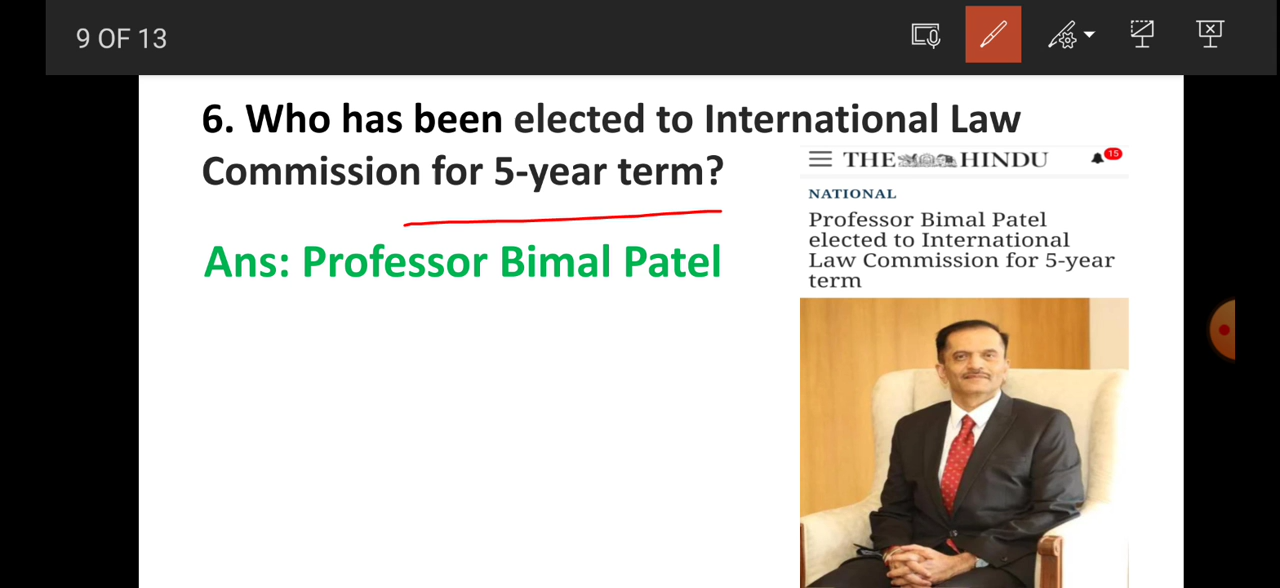 9 OF 13
6. Who has been elected to International Law
Commission for 5-year term?
Ans: Professor Bimal Patel
THE HINDU
15
NATIONAL
Professor Bimal Patel
elected to International
Law Commission for 5-year
term